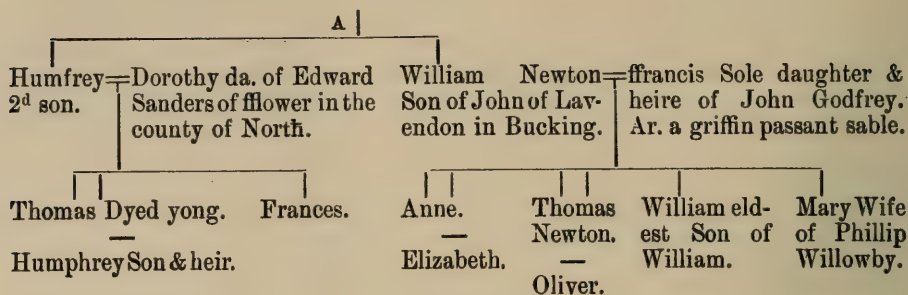 A
Humfrey═Dorothy da. of Edward
2d son. Sanders of fflower in the
county of North.
William Newton═ffrancis Sole daughter &
Son of John of Lav- heire of John Godfrey.
endon in Bucking. Ar. a griffin passant sable.
Thomas Dyed yong.
—
Humphrey Son & heir.
Frances.
Anne.
—
Elizabeth.
Thomas
Newton.
—
Oliver.
William eld-
est Son of
William.
Mary Wife
of Phillip
Willowby.